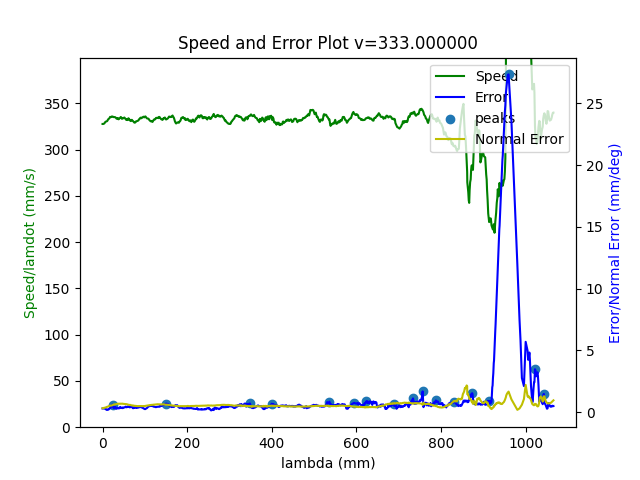 Speed and Error Plot v=333.000000
Speed
Error
peaks
Normal Error
350
300
250
200
150
100
50
0
25
20
15
10
5
0
Speed/lamdot (mm/s)
Error/Normal Error (mm/deg)
0 200 400 600 800 1000
lambda (mm)